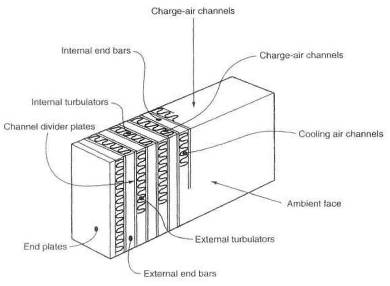 Charge-air channels
Internal end bars
Charge-air channels
Internal turbulators
Channel divider plates
Cooling air channels
Ambient face
External turbulators
End plates
External end bars